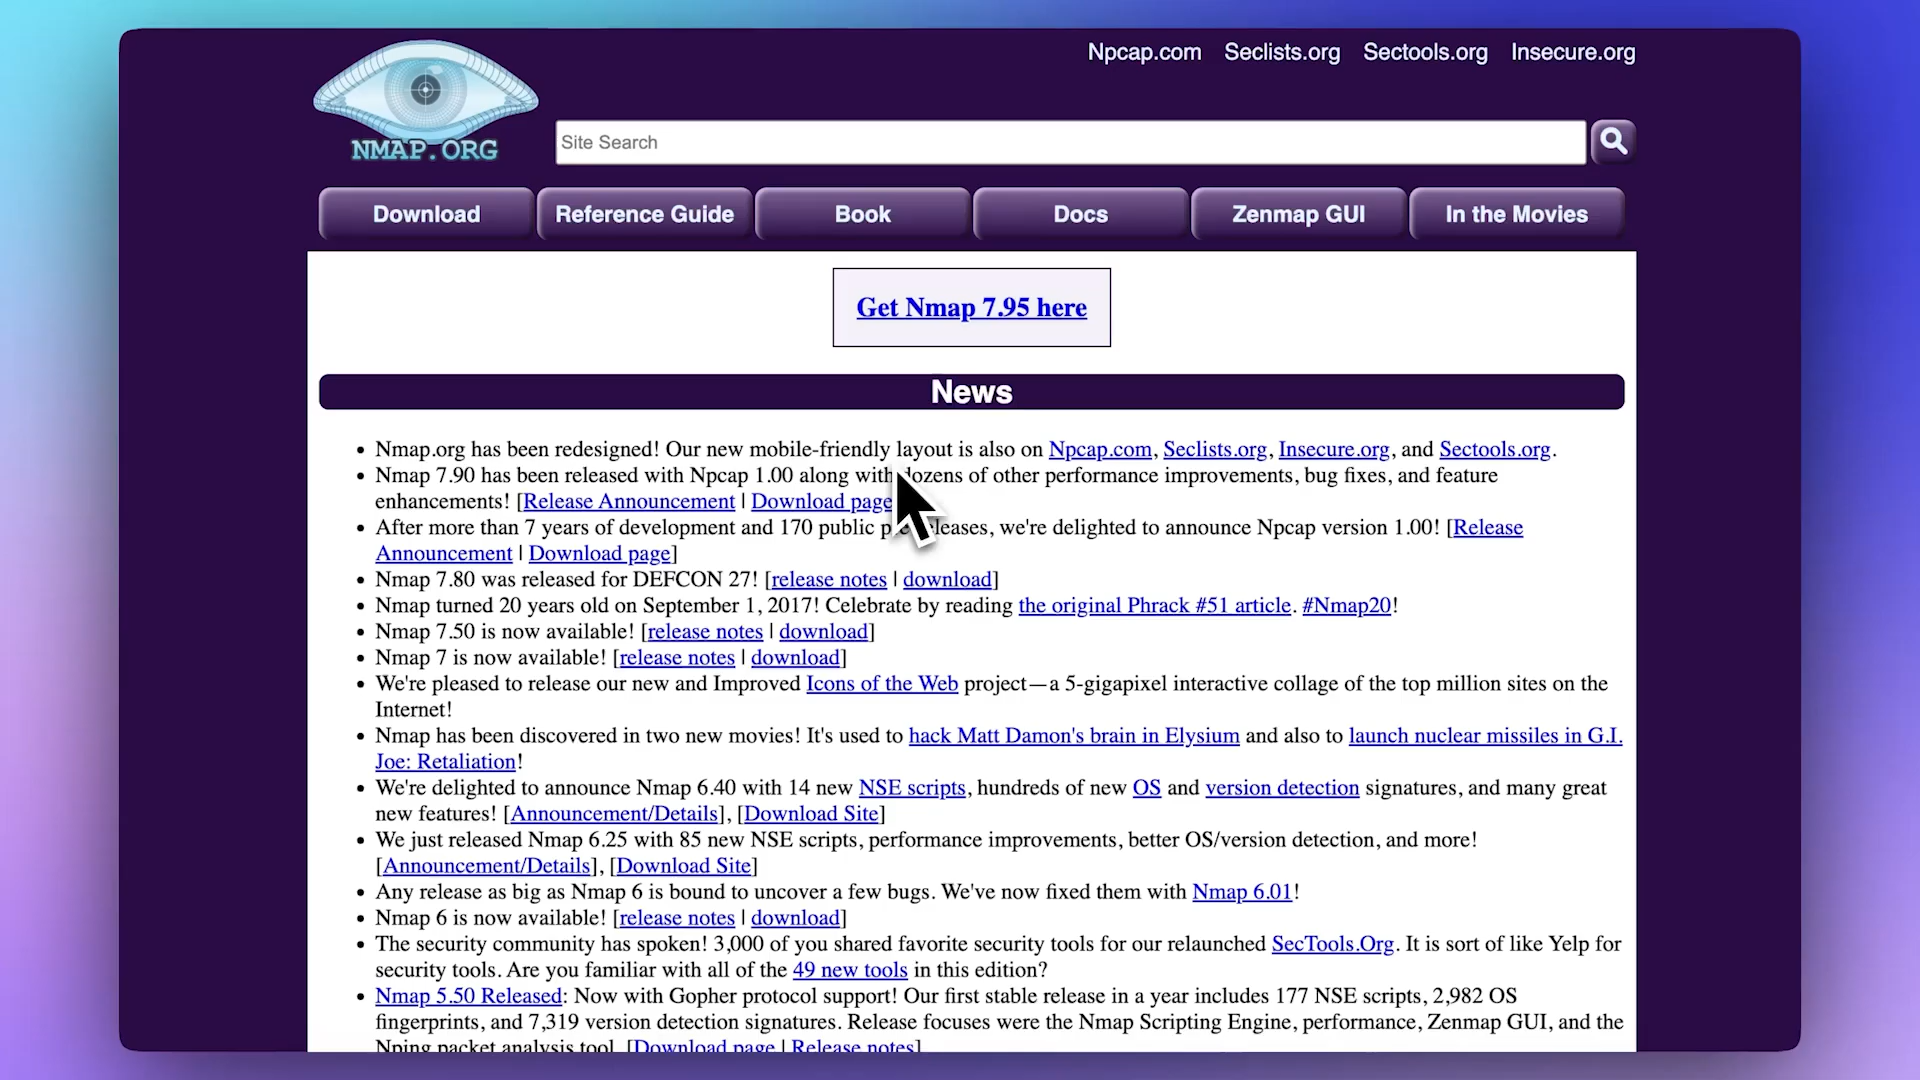 Npcap.com Seclists.org Sectools.org Insecure.org
NMAP.ORG
Site Search
Download Reference Guide Book Docs Zenmap GUI In the Movies
Get Nmap 7.95 here
News
• Nmap.org has been redesigned! Our new mobile-friendly layout is also on Npcap.com, Seclists.org, Insecure.org, and Sectools.org.
• Nmap 7.90 has been released with Npcap 1.00 along with dozens of other performance improvements, bug fixes, and feature
enhancements! [Release Announcement | Download page
• After more than 7 years of development and 170 public pre-releases, we're delighted to announce Npcap version 1.00! [Release
Announcement | Download page]
• Nmap 7.80 was released for DEFCON 27! [release notes | download]
• Nmap turned 20 years old on September 1, 2017! Celebrate by reading the original Phrack #51 article. #Nmap20!
• Nmap 7.50 is now available! [release notes | download]
• Nmap 7 is now available! [release notes | download]
• We're pleased to release our new and Improved Icons of the Web project—a 5-gigapixel interactive collage of the top million sites on the
Internet!
• Nmap has been discovered in two new movies! It's used to hack Matt Damon's brain in Elysium and also to launch nuclear missiles in G.I.
Joe: Retaliation!
• We're delighted to announce Nmap 6.40 with 14 new NSE scripts, hundreds of new OS and version detection signatures, and many great
new features! [Announcement/Details], [Download Site]
• We just released Nmap 6.25 with 85 new NSE scripts, performance improvements, better OS/version detection, and more!
[Announcement/Details], [Download Site]
• Any release as big as Nmap 6 is bound to uncover a few bugs. We've now fixed them with Nmap 6.01!
• Nmap 6 is now available! [release notes | download]
• The security community has spoken! 3,000 of you shared favorite security tools for our relaunched SecTools.Org. It is sort of like Yelp for
security tools. Are you familiar with all of the 49 new tools in this edition?
• Nmap 5.50 Released: Now with Gopher protocol support! Our first stable release in a year includes 177 NSE scripts, 2,982 OS
fingerprints, and 7,319 version detection signatures. Release focuses were the Nmap Scripting Engine, performance, Zenmap GUI, and the
Nping packet analysis tool. [Download page | Release notes]